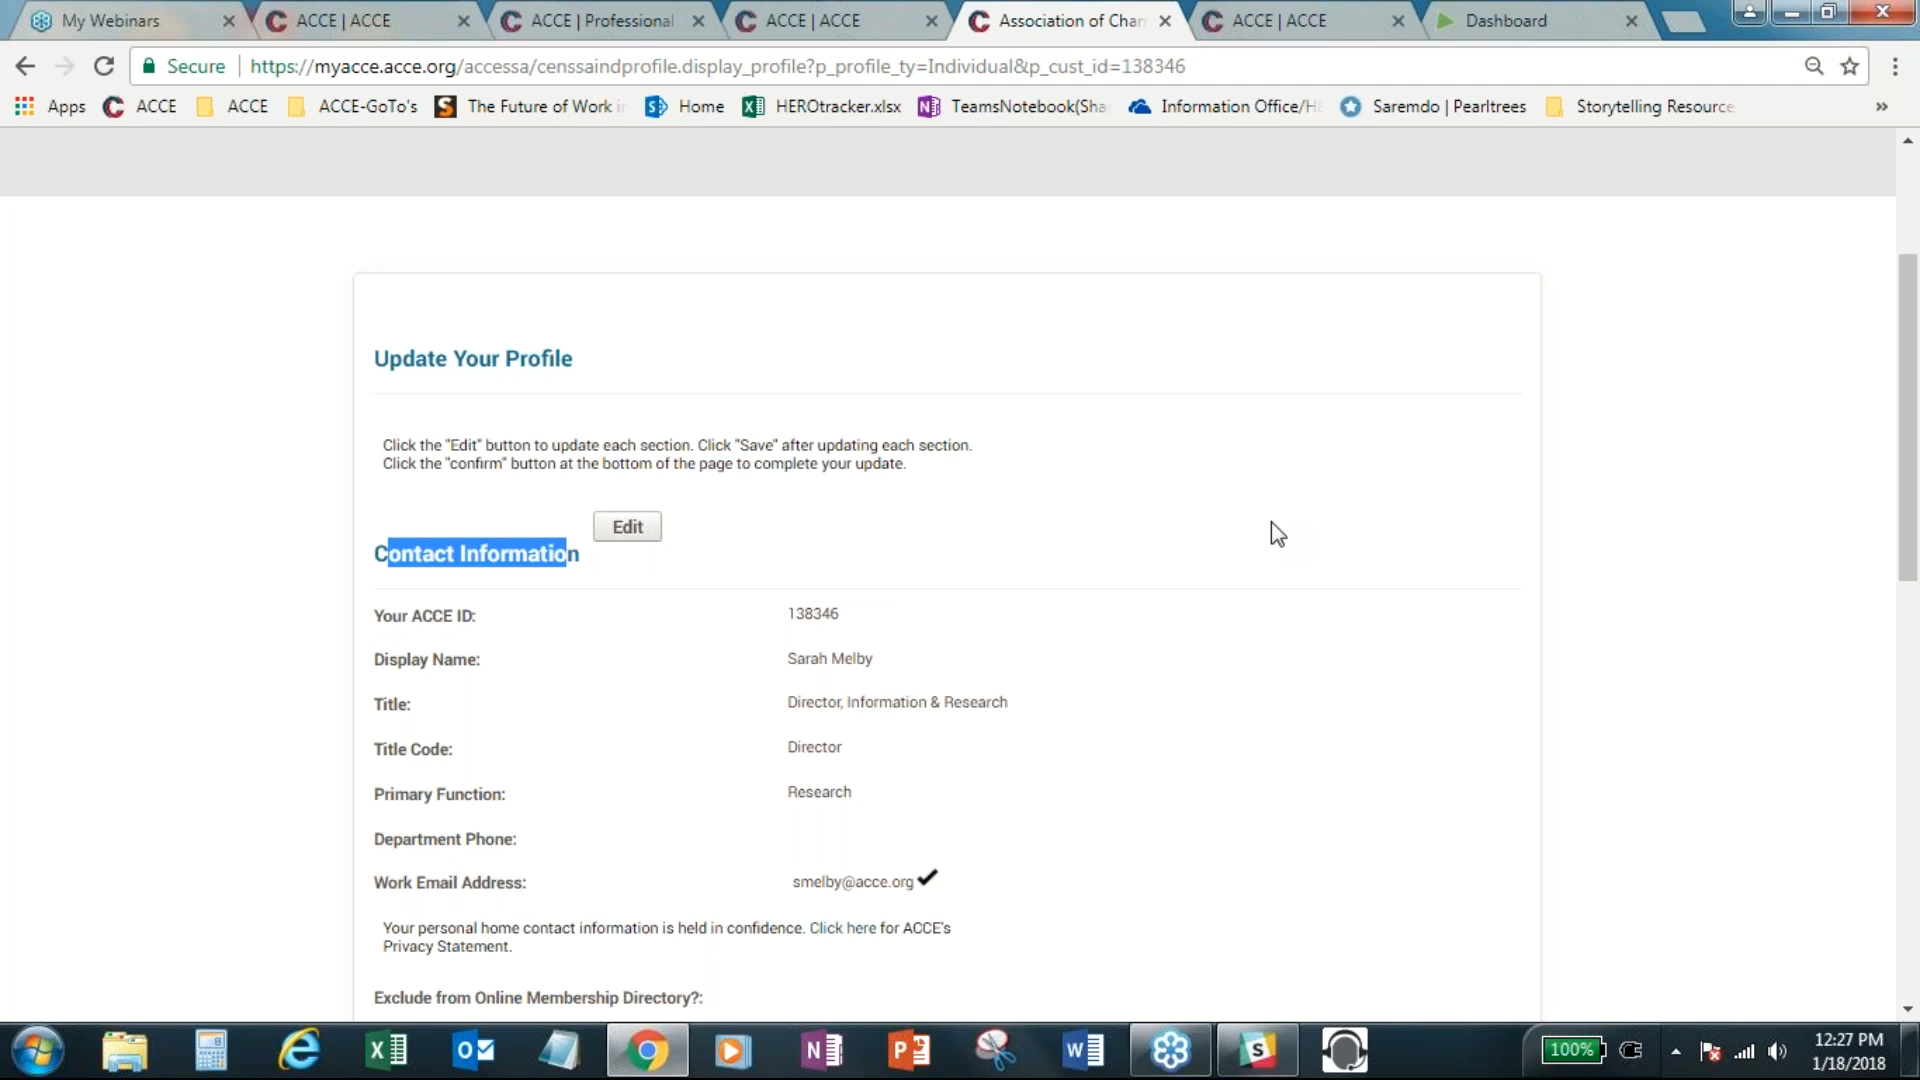 My Webinars
ACCE | ACCE
ACCE | Professional
ACCE | ACCE
Association of Cham
ACCE | ACCE
Dashboard
Secure
https://myacce.acce.org/accessa/censsaindprofile.display_profile?p_profile_ty=Individual&p_cust_id=138346
Apps
ACCE
ACCE
ACCE-GoTo's
The Future of Work in
Home
HEROtracker.xlsx
TeamsNotebook(Sha
Information Office/H
Saremdo | Pearltrees
Storytelling Resource
»
Update Your Profile
Click the "Edit" button to update each section. Click "Save" after updating each section.
Click the "confirm" button at the bottom of the page to complete your update.
Edit
Contact Information
Your ACCE ID: 138346
Display Name: Sarah Melby
Title: Director, Information & Research
Title Code: Director
Primary Function: Research
Department Phone:
Work Email Address: smelby@acce.org
Your personal home contact information is held in confidence. Click here for ACCE's
Privacy Statement.
Exclude from Online Membership Directory?:
100%
12:27 PM
1/18/2018